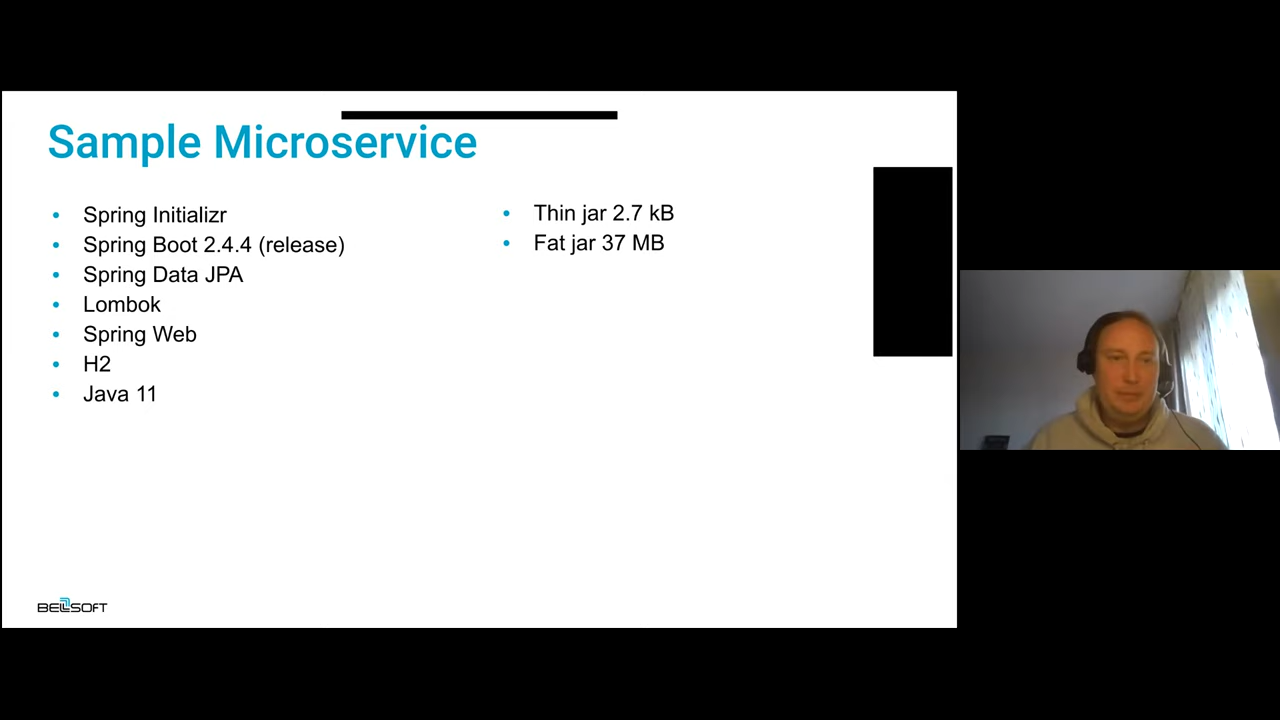 Sample Microservice
Spring Initializr
Spring Boot 2.4.4 (release)
Spring Data JPA
Lombok
Spring Web
H2
Java 11
Thin jar 2.7 kB
Fat jar 37 MB
BELLSOFT